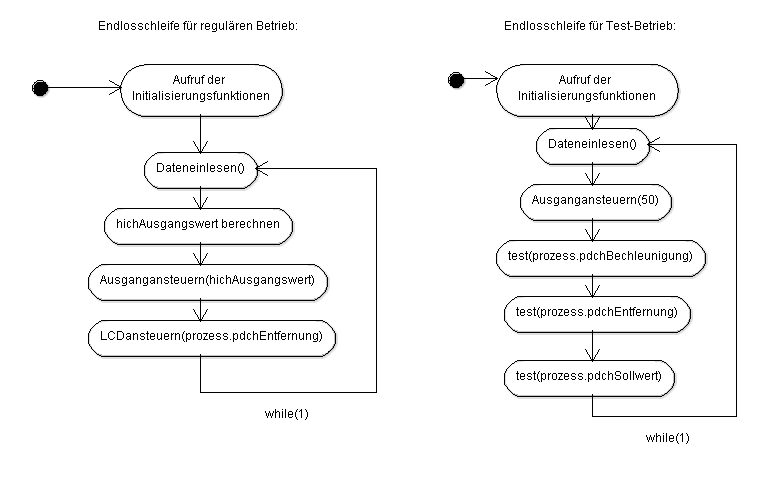 Endlosschleife für regulären Betrieb:
Aufruf der
Initialisierungsfunktionen
Dateneinlesen()
hichAusgangswert berechnen
Ausgangansteuern(hichAusgangswert)
LCDansteuern(prozess.pdchEntfernung)
while(1)
Endlosschleife für Test-Betrieb:
Aufruf der
Initialisierungsfunktionen
Dateneinlesen()
Ausgangansteuern(50)
test(prozess.pdchBechleunigung)
test(prozess.pdchEntfernung)
test(prozess.pdchSollwert)
while(1)